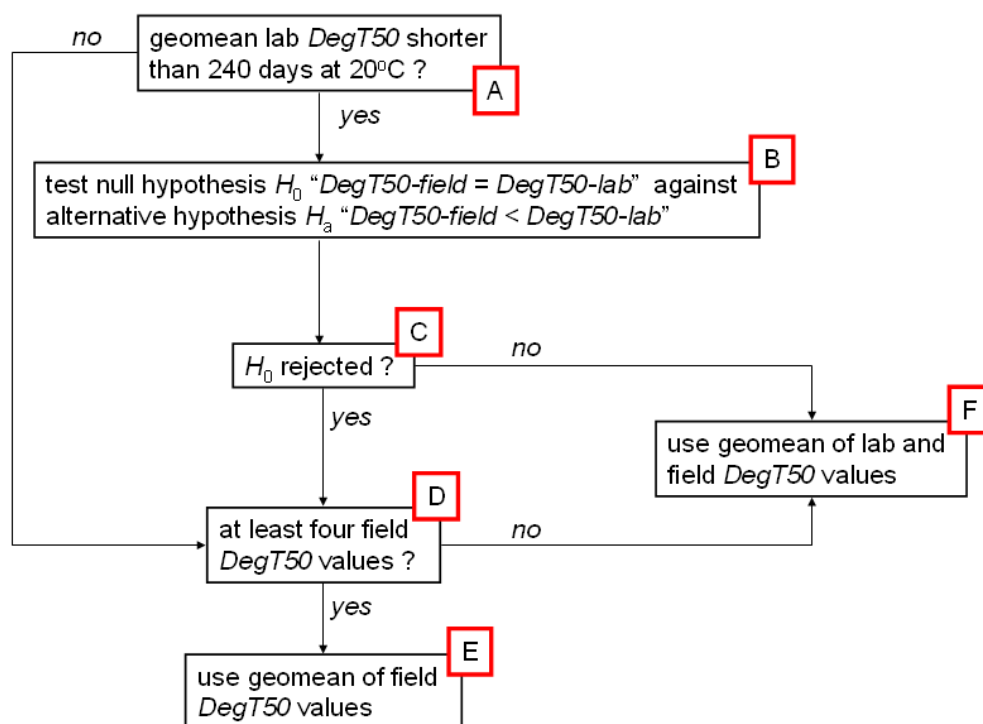 no
geomean lab DegT50 shorter
than 240 days at 20°C ?
A
yes
B
test null hypothesis H₀ “DegT50-field = DegT50-lab” against
alternative hypothesis Hₐ “DegT50-field < DegT50-lab”
C
H₀ rejected ?
no
yes
F
use geomean of lab and
field DegT50 values
D
at least four field
DegT50 values ?
no
yes
E
use geomean of field
DegT50 values